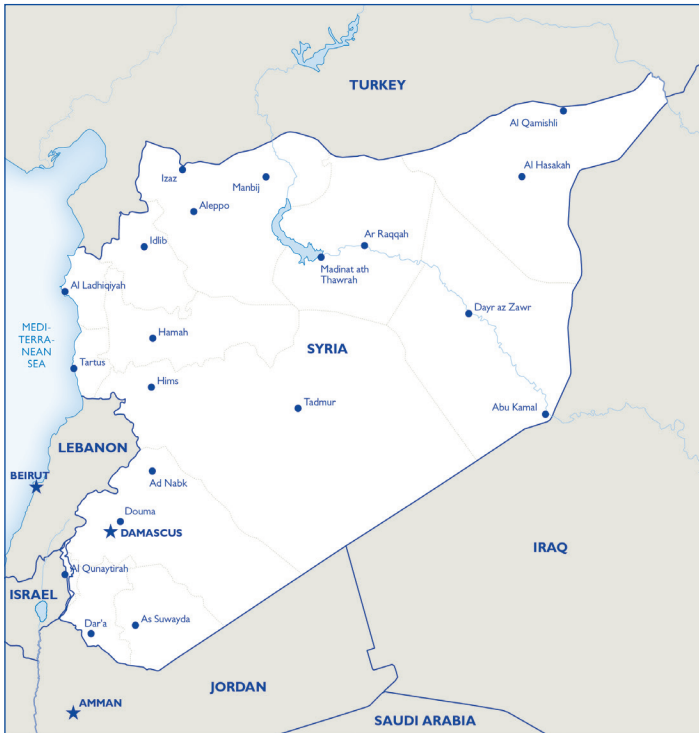 TURKEY
Al Qamishli
Izaz
Manbij
Al Hasakah
Aleppo
Idlib
Ar Raqqah
Madinat ath
Thawrah
Al Ladhiqiyah
Dayr az Zawr
MEDI-
TERRA-
NEAN
SEA
Hamah
SYRIA
Tartus
Hims
Tadmur
Abu Kamal
LEBANON
BEIRUT
Ad Nabk
Douma
DAMASCUS
IRAQ
Al Qunaytirah
ISRAEL
As Suwayda
Dar'a
JORDAN
AMMAN
SAUDI ARABIA